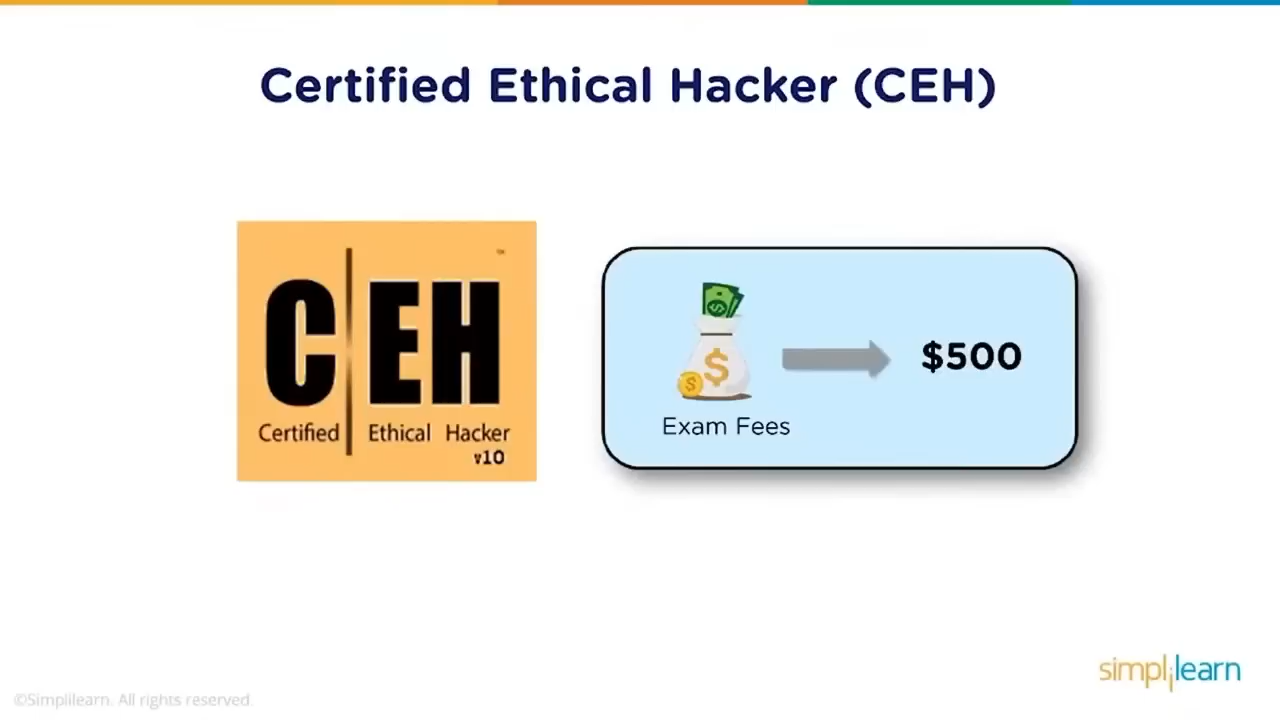 Certified Ethical Hacker (CEH)
C EH
Certified Ethical Hacker
v10
$500
Exam Fees
simplilearn
©Simplilearn. All rights reserved.